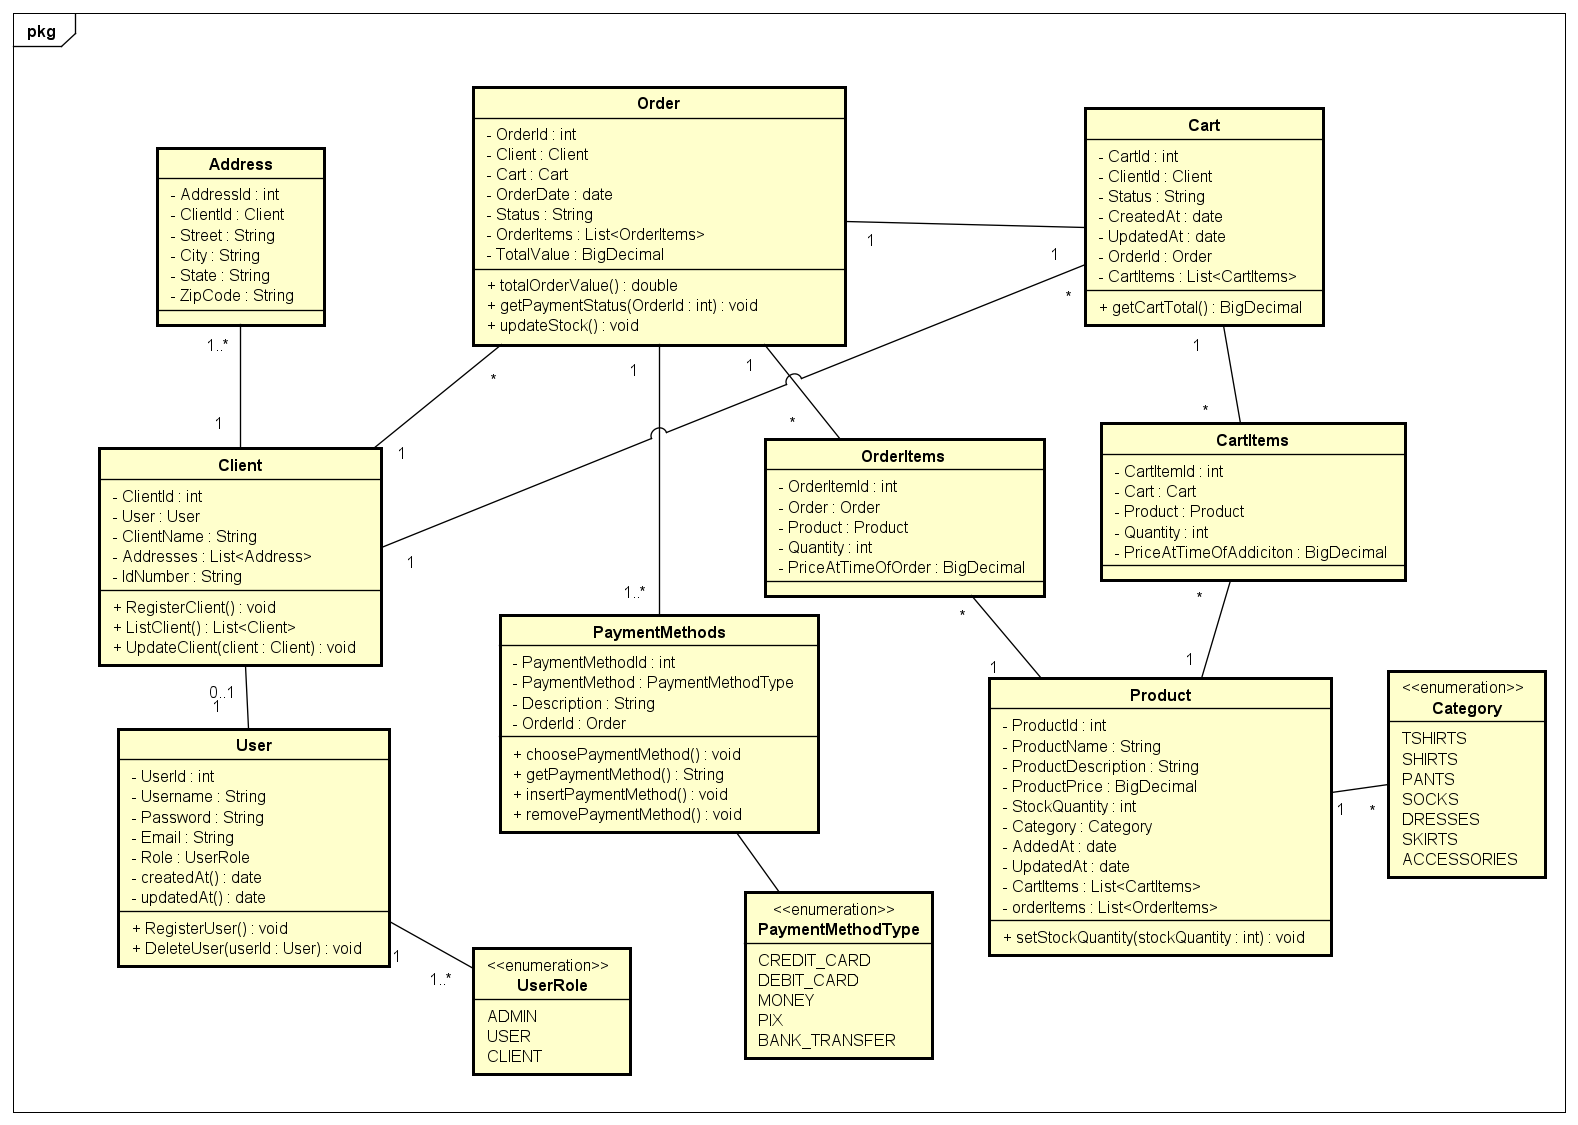 pkg
Order
- OrderId : int
- Client : Client
- Cart : Cart
- OrderDate : date
- Status : String
- OrderItems : List<OrderItems>
- TotalValue : BigDecimal
+ totalOrderValue() : double
+ getPaymentStatus(OrderId : int) : void
+ updateStock() : void
Cart
- CartId : int
- ClientId : Client
- Status : String
- CreatedAt : date
- UpdatedAt : date
- OrderId : Order
- CartItems : List<CartItems>
+ getCartTotal() : BigDecimal
Address
- AddressId : int
- ClientId : Client
- Street : String
- City : String
- State : String
- ZipCode : String
1
1
*
1..*
1
*
1
1
1
*
1
*
1
*
1
Client
- ClientId : int
- User : User
- ClientName : String
- Addresses : List<Address>
- IdNumber : String
+ RegisterClient() : void
+ ListClient() : List<Client>
+ UpdateClient(client : Client) : void
OrderItems
- OrderItemId : int
- Order : Order
- Product : Product
- Quantity : int
- PriceAtTimeOfOrder : BigDecimal
CartItems
- CartItemId : int
- Cart : Cart
- Product : Product
- Quantity : int
- PriceAtTimeOfAddiciton : BigDecimal
1..*
*
1
*
1
0..1
1
PaymentMethods
- PaymentMethodId : int
- PaymentMethod : PaymentMethodType
- Description : String
- OrderId : Order
+ choosePaymentMethod() : void
+ getPaymentMethod() : String
+ insertPaymentMethod() : void
+ removePaymentMethod() : void
Product
- ProductId : int
- ProductName : String
- ProductDescription : String
- ProductPrice : BigDecimal
- StockQuantity : int
- Category : Category
- AddedAt : date
- UpdatedAt : date
- CartItems : List<CartItems>
- orderItems : List<OrderItems>
+ setStockQuantity(stockQuantity : int) : void
1
*
<<enumeration>>
Category
TSHIRTS
SHIRTS
PANTS
SOCKS
DRESSES
SKIRTS
ACCESSORIES
User
- UserId : int
- Username : String
- Password : String
- Email : String
- Role : UserRole
- createdAt() : date
- updatedAt() : date
+ RegisterUser() : void
+ DeleteUser(userId : User) : void
1
1..*
<<enumeration>>
UserRole
ADMIN
USER
CLIENT
<<enumeration>>
PaymentMethodType
CREDIT_CARD
DEBIT_CARD
MONEY
PIX
BANK_TRANSFER